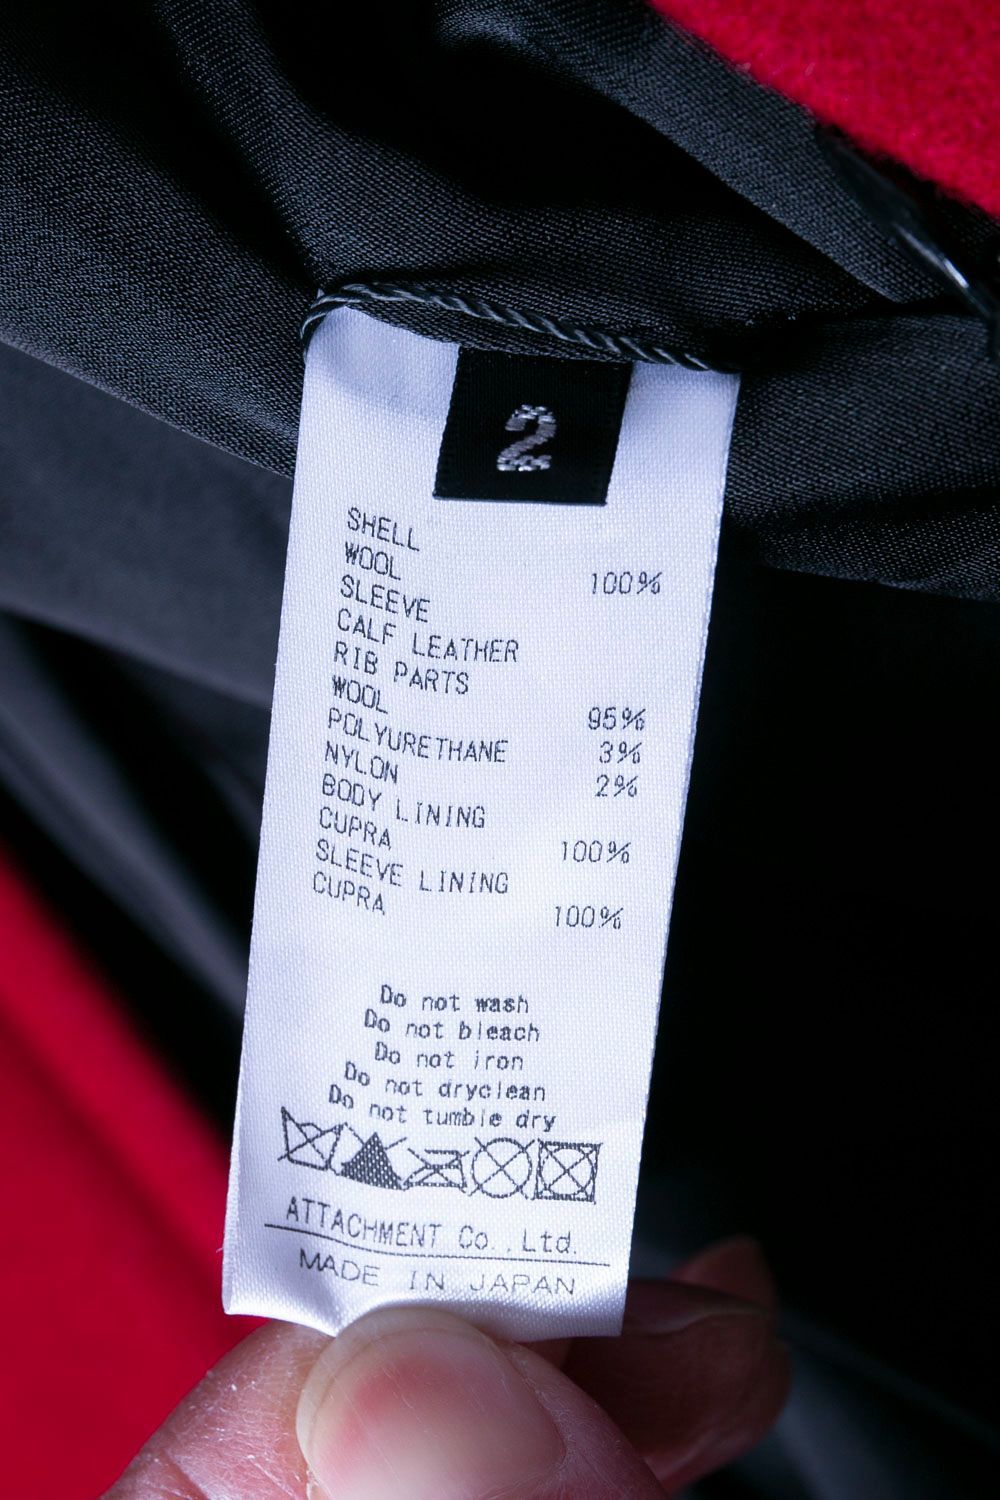 2
SHELL
WOOL 100%
SLEEVE
CALF LEATHER
RIB PARTS
WOOL 95%
POLYURETHANE 3%
NYLON 2%
BODY LINING
CUPRA 100%
SLEEVE LINING
CUPRA 100%
Do not wash
Do not bleach
Do not iron
Do not dryclean
Do not tumble dry
ATTACHMENT Co.,Ltd.
MADE IN JAPAN